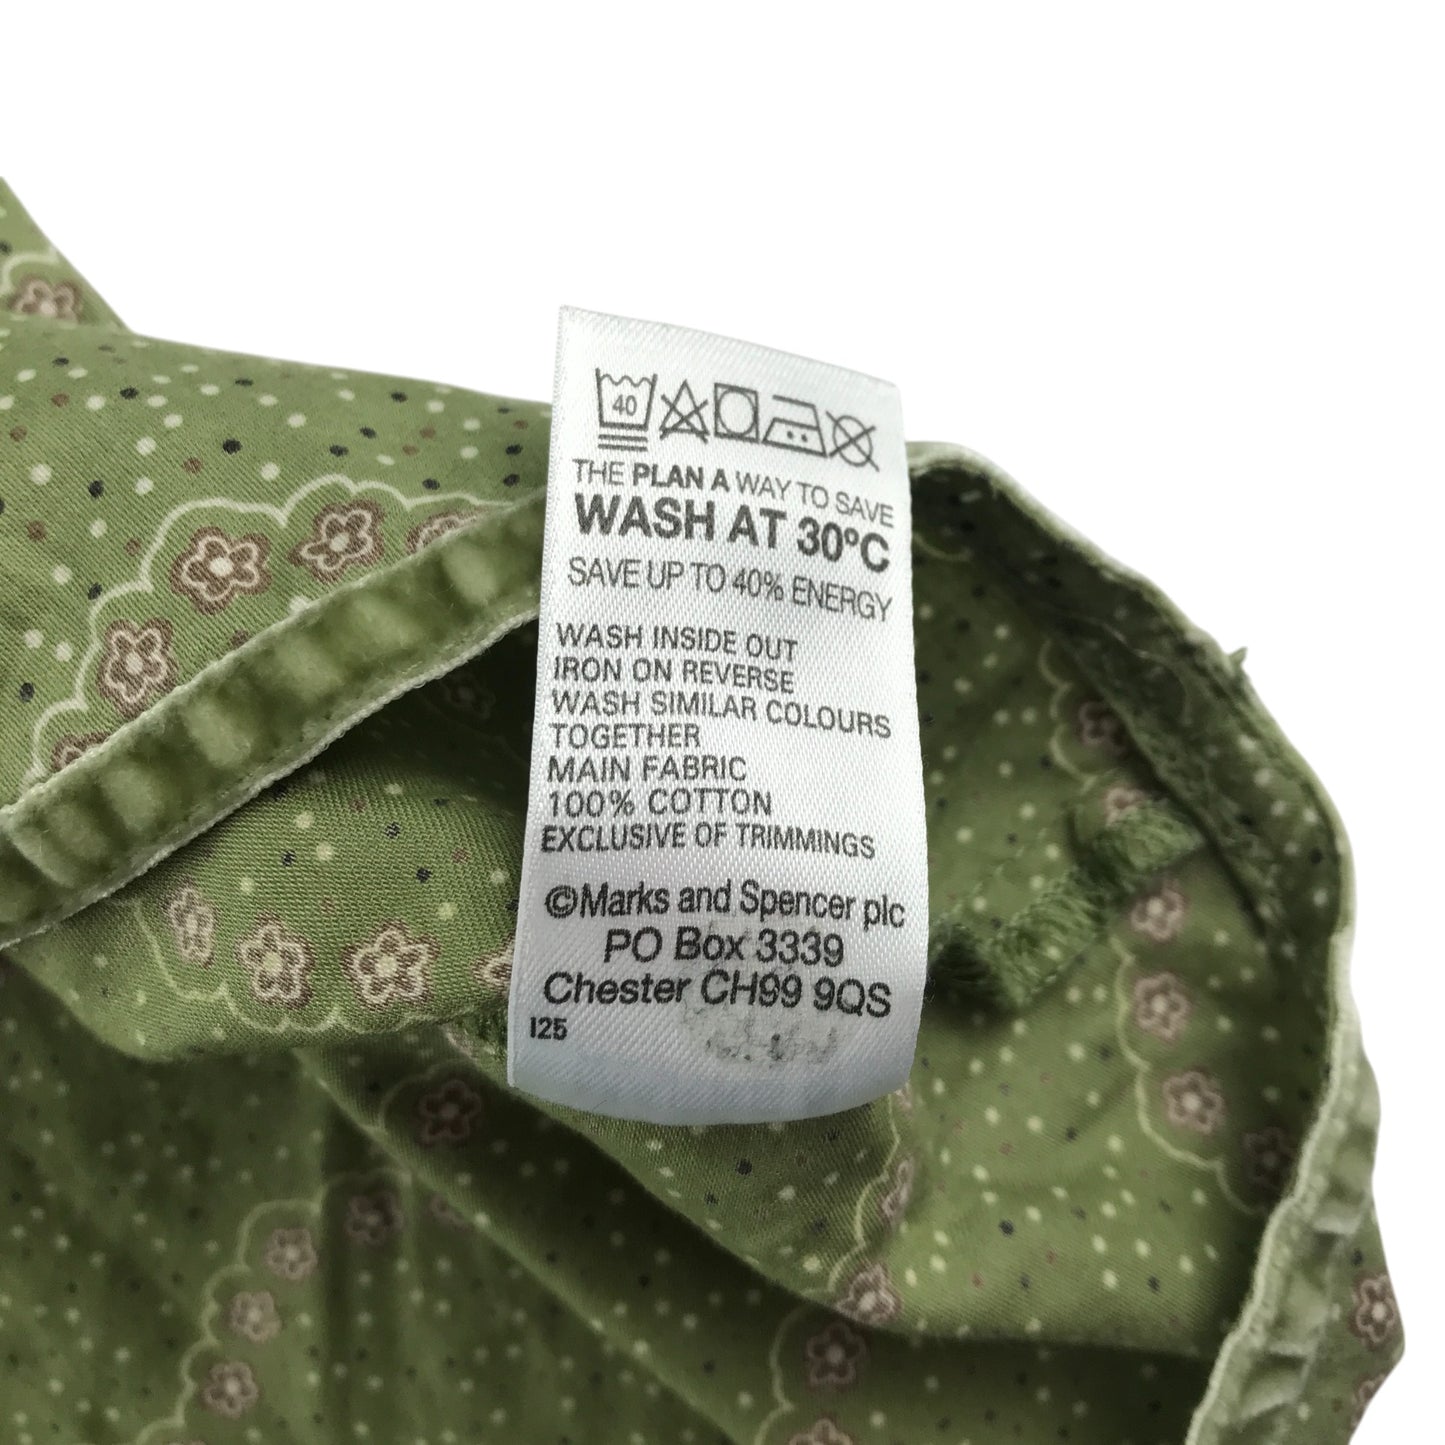 40
THE PLAN A WAY TO SAVE
WASH AT 30ºC
SAVE UP TO 40% ENERGY
WASH INSIDE OUT
IRON ON REVERSE
WASH SIMILAR COLOURS
TOGETHER
MAIN FABRIC
100% COTTON
EXCLUSIVE OF TRIMMINGS
©Marks and Spencer plc
PO Box 3339
Chester CH99 9QS
I25